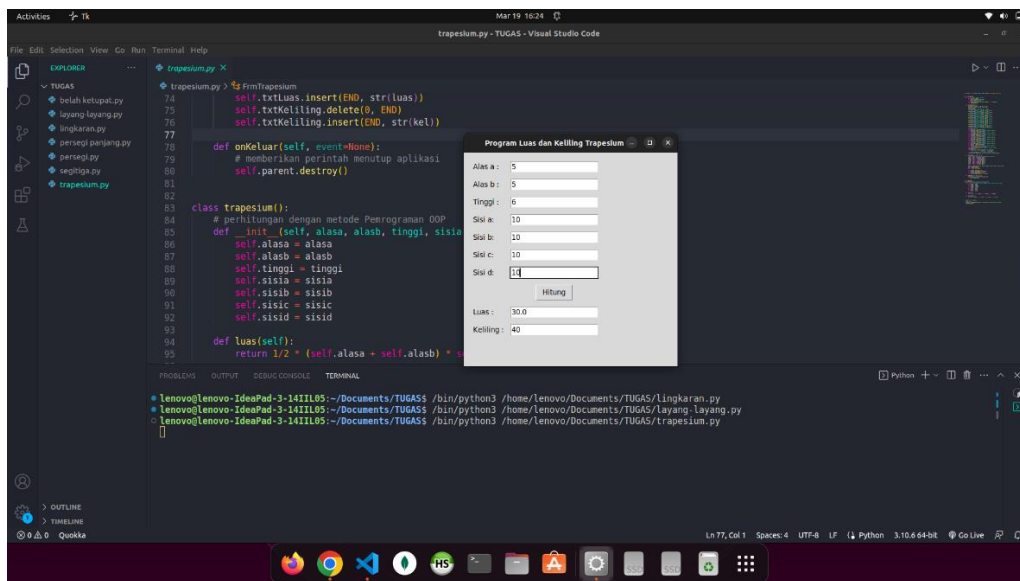 Activities Tk Mar 19 16:24
trapesium.py - TUGAS - Visual Studio Code
File Edit Selection View Go Run Terminal Help
EXPLORER
TUGAS
belah ketupat.py
layang-layang.py
lingkaran.py
persegi panjang.py
persegi.py
segitiga.py
trapesium.py
OUTLINE
TIMELINE
trapesium.py
trapesium.py > FrmTrapesium
74 self.txtLuas.insert(END, str(luas))
75 self.txtKeliling.delete(0, END)
76 self.txtKeliling.insert(END, str(kel))
77
78 def onKeluar(self, event=None):
79 # memberikan perintah menutup aplikasi
80 self.parent.destroy()
81
82
83 class trapesium():
84 # perhitungan dengan metode Pemrograman OOP
85 def __init__(self, alasa, alasb, tinggi, sisia
86 self.alasa = alasa
87 self.alasb = alasb
88 self.tinggi = tinggi
89 self.sisia = sisia
90 self.sisib = sisib
91 self.sisic = sisic
92 self.sisid = sisid
93
94 def luas(self):
95 return 1/2 * (self.alasa + self.alasb) * s
Program Luas dan Keliling Trapesium
Alas a : 5
Alas b : 5
Tinggi : 6
Sisi a: 10
Sisi b: 10
Sisi c: 10
Sisi d: 10
Hitung
Luas : 30.0
Keliling : 40
PROBLEMS OUTPUT DEBUG CONSOLE TERMINAL Python
lenovo@lenovo-IdeaPad-3-14IIL05:~/Documents/TUGAS$ /bin/python3 /home/lenovo/Documents/TUGAS/lingkaran.py
lenovo@lenovo-IdeaPad-3-14IIL05:~/Documents/TUGAS$ /bin/python3 /home/lenovo/Documents/TUGAS/layang-layang.py
lenovo@lenovo-IdeaPad-3-14IIL05:~/Documents/TUGAS$ /bin/python3 /home/lenovo/Documents/TUGAS/trapesium.py
0 0 Quokka Ln 77, Col 1 Spaces: 4 UTF-8 LF Python 3.10.6 64-bit Go Live
HS SSD SSD